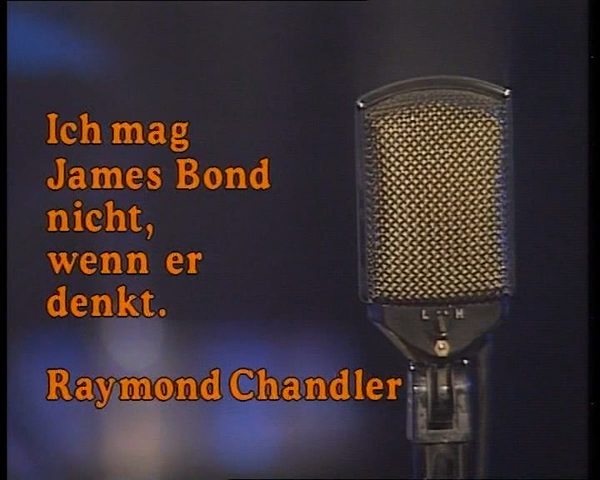 Ich mag
James Bond
nicht,
wenn er
denkt.
Raymond Chandler
L H